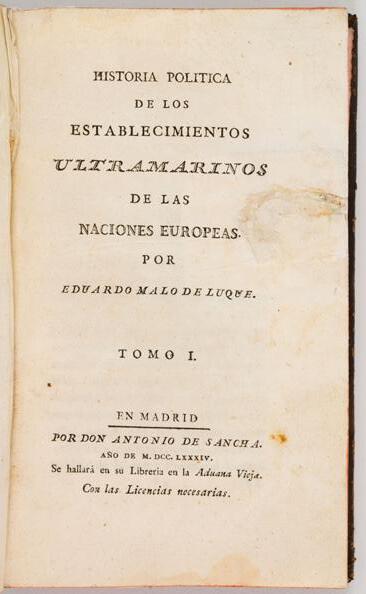 HISTORIA POLITICA
DE LOS
ESTABLECIMIENTOS
ULTRAMARINOS
DE LAS
NACIONES EUROPEAS.
POR
EDUARDO MALO DE LUQUE.
TOMO I.
EN MADRID
POR DON ANTONIO DE SANCHA.
AÑO DE M. DCC. LXXXIV.
Se hallará en su Libreria en la Aduana Vieja.
Con las Licencias necesarias.